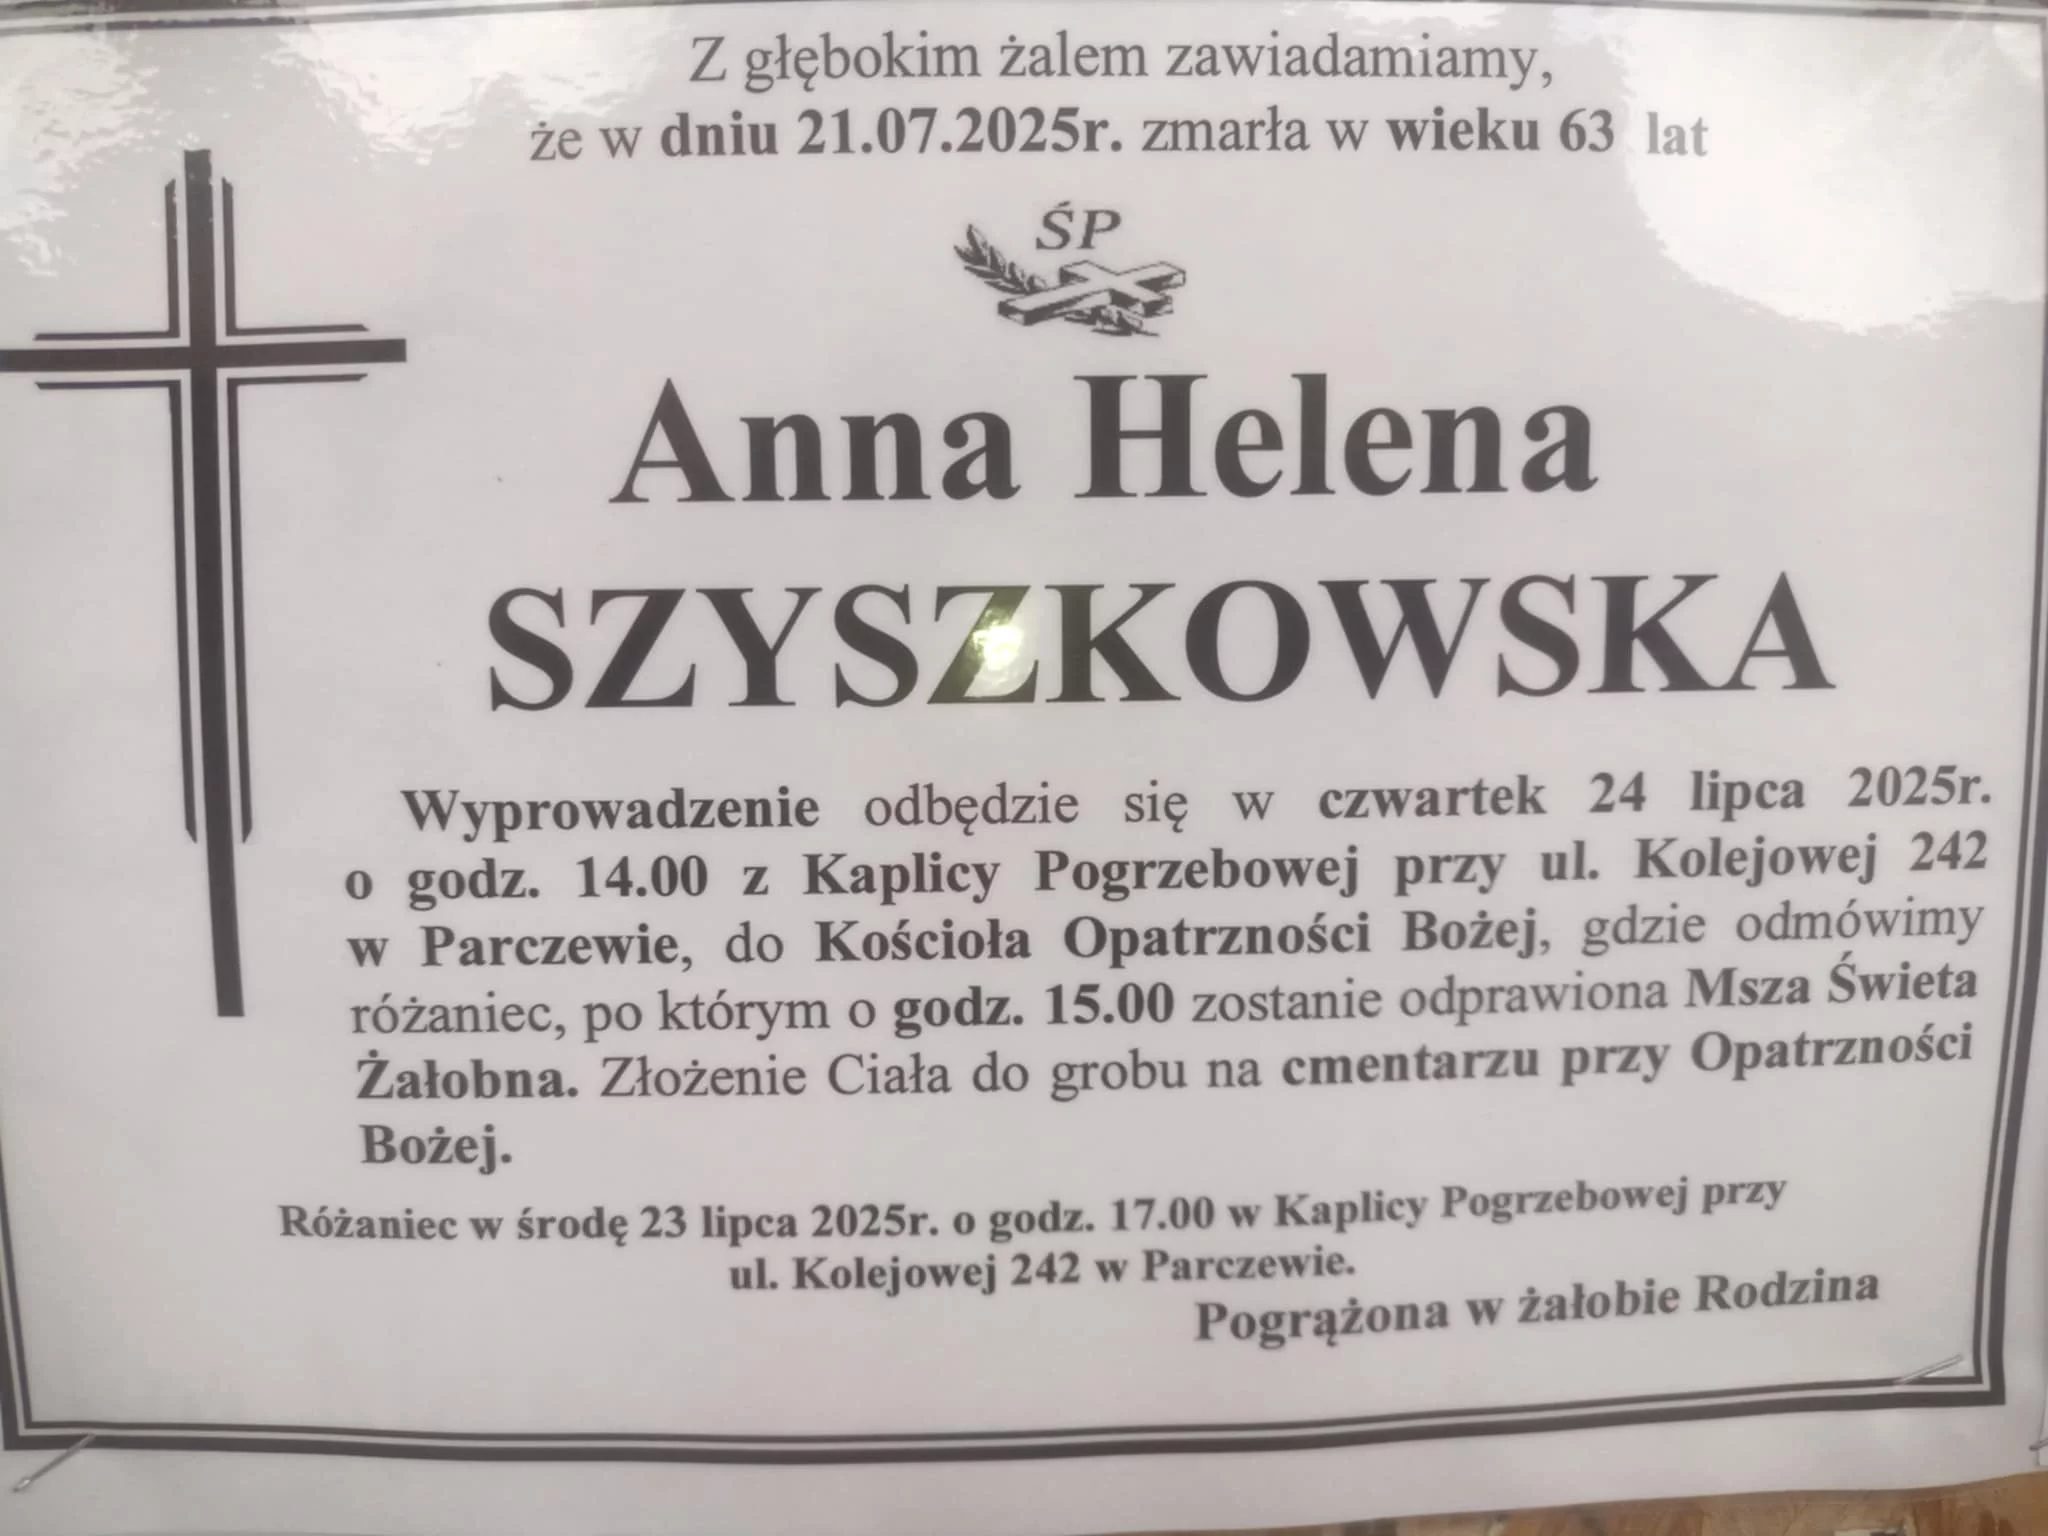 Z głębokim żalem zawiadamiamy,
że w dniu 21.07.2025r. zmarła w wieku 63 lat
ŚP
Anna Helena
SZYSZKOWSKA
Wyprowadzenie odbędzie się w czwartek 24 lipca 2025r.
o godz. 14.00 z Kaplicy Pogrzebowej przy ul. Kolejowej 242
w Parczewie, do Kościoła Opatrzności Bożej, gdzie odmówimy
różaniec, po którym o godz. 15.00 zostanie odprawiona Msza Świeta
Żałobna. Złożenie Ciała do grobu na cmentarzu przy Opatrzności
Bożej.
Różaniec w środę 23 lipca 2025r. o godz. 17.00 w Kaplicy Pogrzebowej przy
ul. Kolejowej 242 w Parczewie.
Pogrążona w żałobie Rodzina